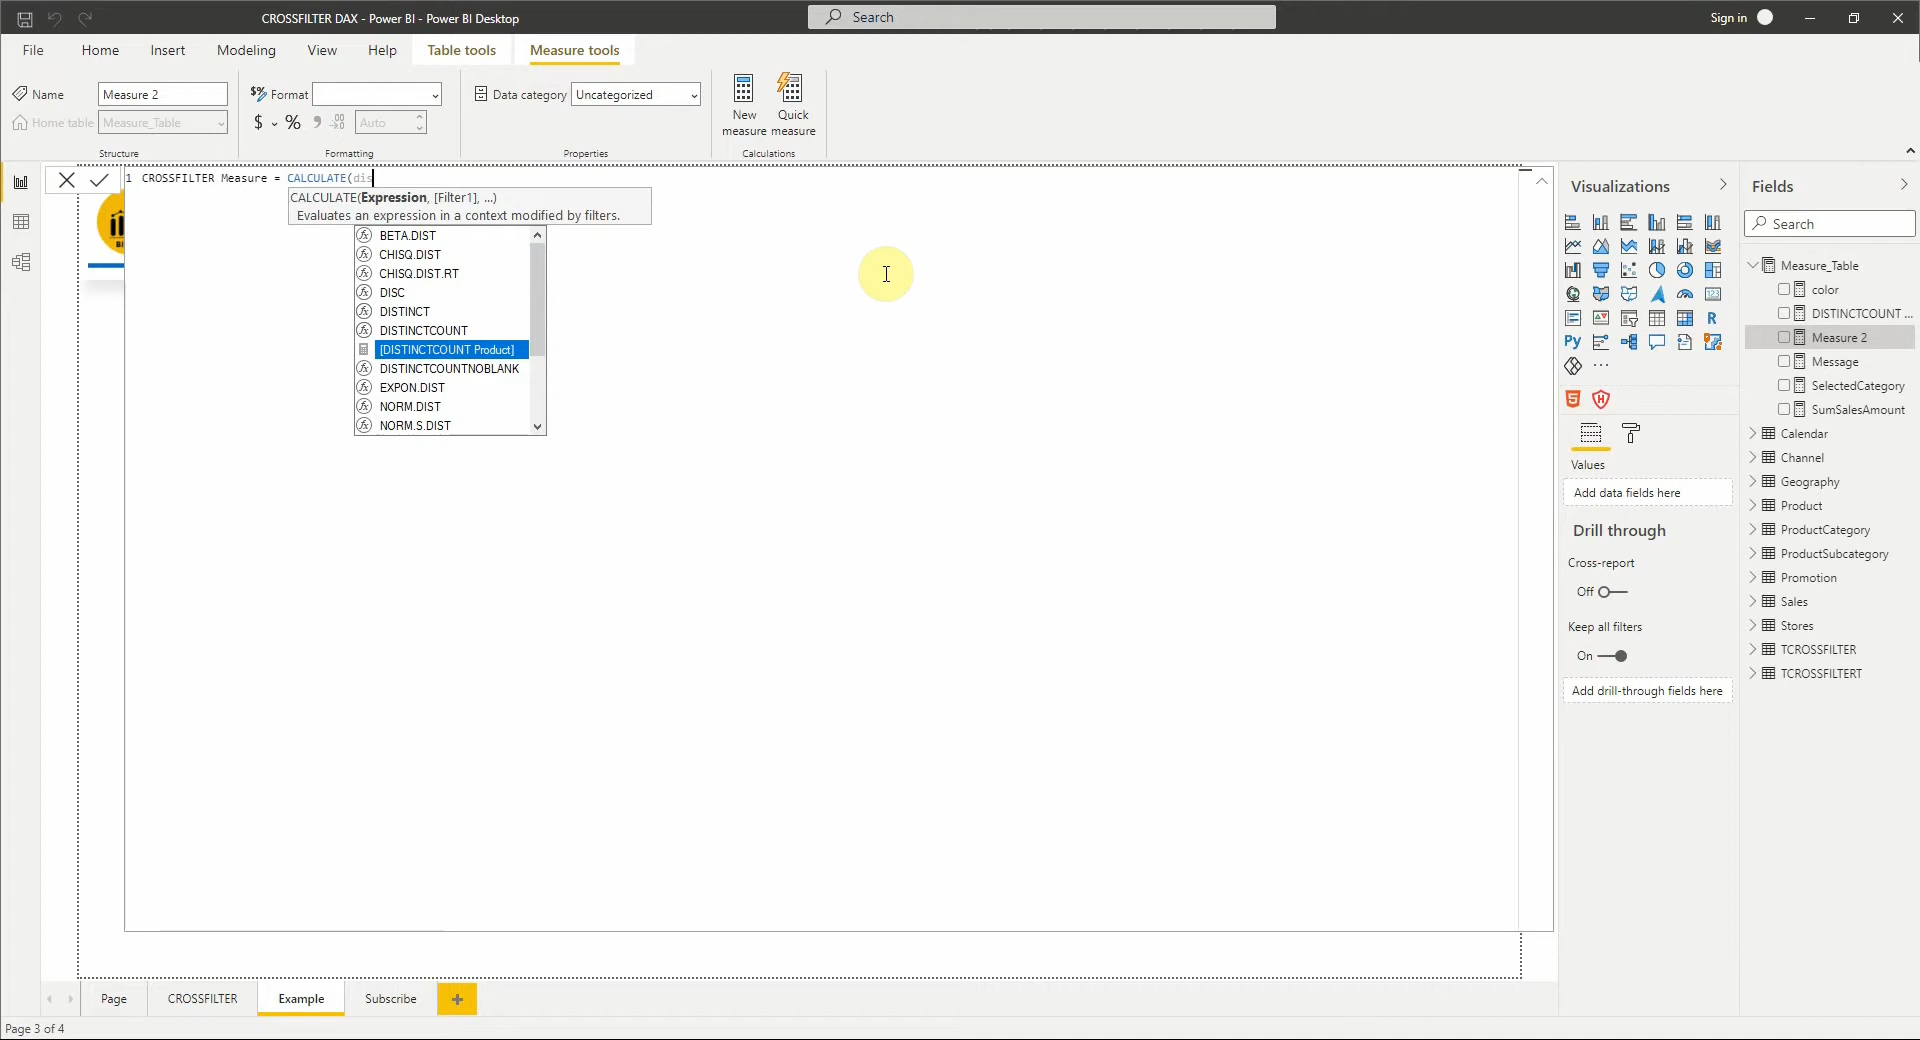 CROSSFILTER DAX - Power BI - Power BI Desktop
Search
Sign in
File
Home
Insert
Modeling
View
Help
Table tools
Measure tools
Name
Measure 2
Home table
Measure_Table
Structure
Format
$
%
Auto
Formatting
Data category
Uncategorized
Properties
New measure
Quick measure
Calculations
1 CROSSFILTER Measure = CALCULATE(dis
CALCULATE(Expression, [Filter1], ...)
Evaluates an expression in a context modified by filters.
BETA.DIST
CHISQ.DIST
CHISQ.DIST.RT
DISC
DISTINCT
DISTINCTCOUNT
[DISTINCTCOUNT Product]
DISTINCTCOUNTNOBLANK
EXPON.DIST
NORM.DIST
NORM.S.DIST
BI
Visualizations
R
Py
Values
Add data fields here
Drill through
Cross-report
Off
Keep all filters
On
Add drill-through fields here
Fields
Search
Measure_Table
color
DISTINCTCOUNT ...
Measure 2
Message
SelectedCategory
SumSalesAmount
Calendar
Channel
Geography
Product
ProductCategory
ProductSubcategory
Promotion
Sales
Stores
TCROSSFILTER
TCROSSFILTERT
Page
CROSSFILTER
Example
Subscribe
+
Page 3 of 4